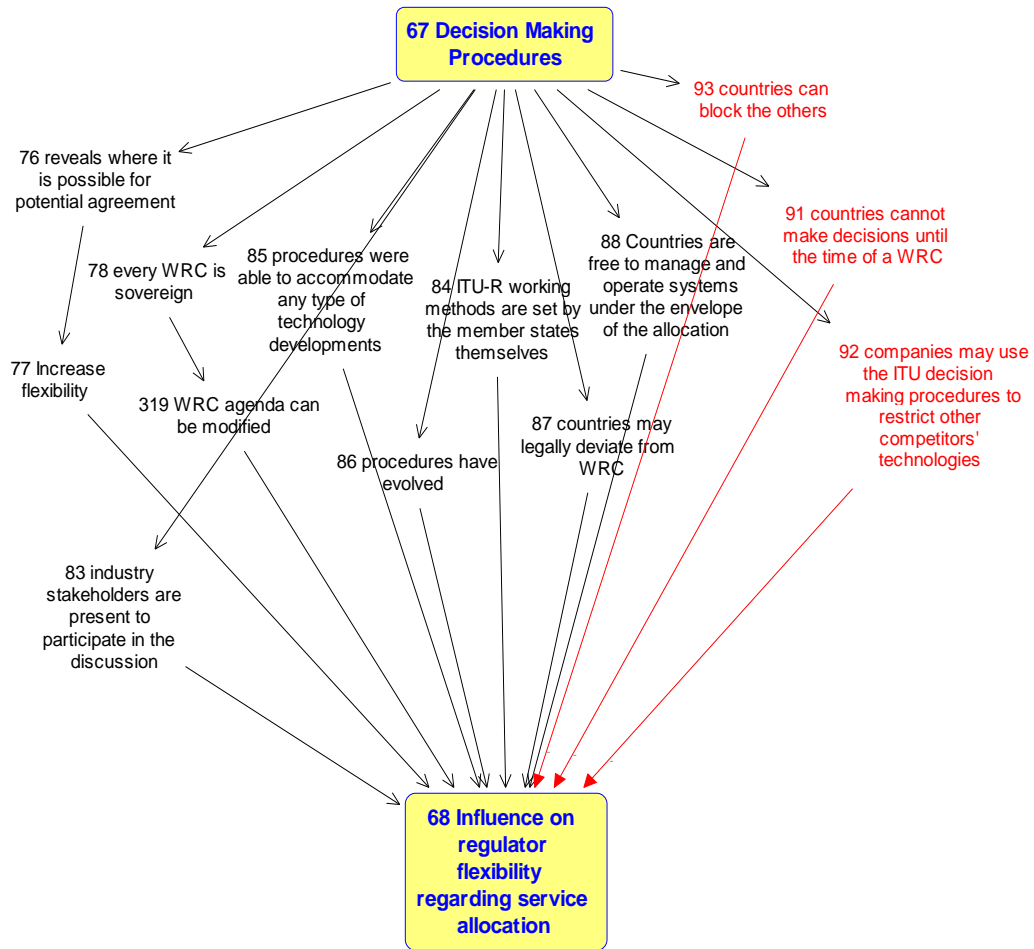 67 Decision Making
Procedures
93 countries can
block the others
76 reveals where it
is possible for
potential agreement
91 countries cannot
make decisions until
the time of a WRC
78 every WRC is
sovereign
85 procedures were
able to accommodate
any type of
technology
developments
84 ITU-R working
methods are set by
the member states
themselves
88 Countries are
free to manage and
operate systems
under the envelope
of the allocation
92 companies may use
the ITU decision
making procedures to
restrict other
competitors'
technologies
77 Increase
flexibility
319 WRC agenda can
be modified
86 procedures have
evolved
87 countries may
legally deviate from
WRC
83 industry
stakeholders are
present to
participate in the
discussion
68 Influence on
regulator
flexibility
regarding service
allocation